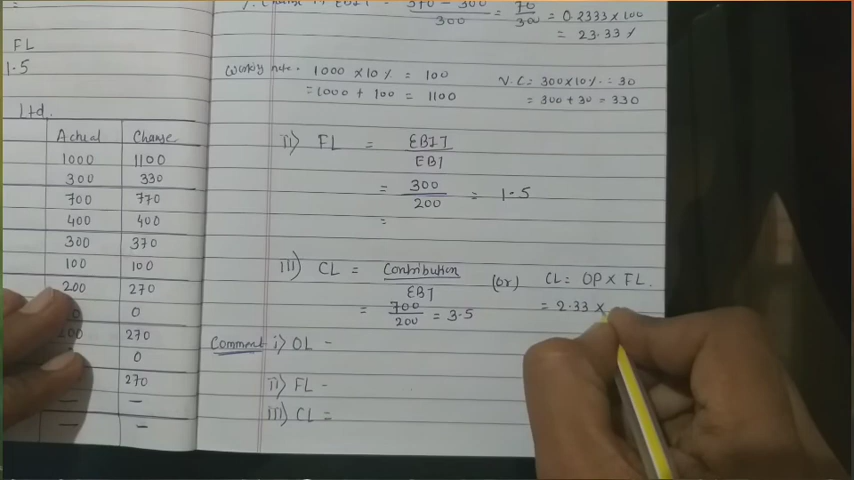 FL
1.5
Ltd.
Actual Change
1000 1100
300 330
700 770
400 400
300 370
100 100
200 270
0
200 270
0
270
— —
— —
300 = 70/300 = 0.2333 x 100
= 23.33 %
Working note. 1000 x 10% = 100
= 1000 + 100 = 1100
V.C = 300 x 10% = 30
= 300 + 30 = 330
ii) FL = EBIT/EBT
= 300/200 = 1.5
=
iii) CL = Contribution/EBT (or) CL = OP x FL.
= 700/200 = 3.5 = 2.33 x
Comment i) OL -
ii) FL -
iii) CL =